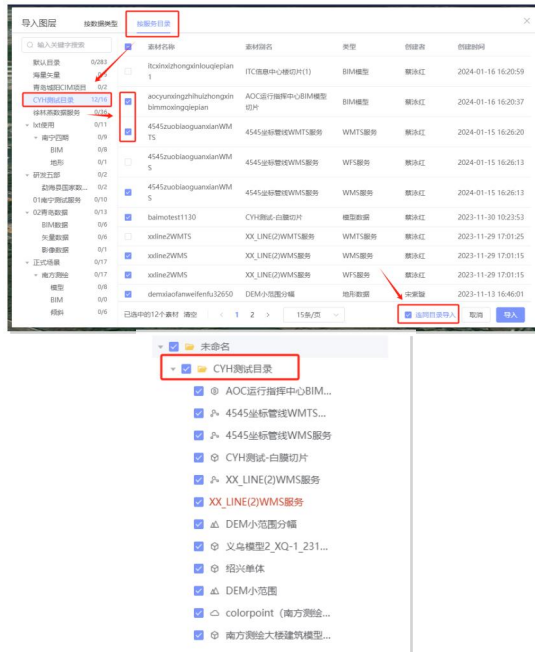 导入图层 按数据类型 按服务目录
输入关键字搜索 素材名称 素材别名 类型 创建者 创建时间
默认目录 0/283
海量矢量
青岛城阳CIM项目 0/2
CYH测试目录 12/16
徐林燕数据服务 0/16
lxt使用 0/11
南宁四期 0/9
BIM 0/8
地形 0/1
研发五部 0/2
勐海县国家数... 0/2
01南宁测试服务 0/10
02青岛数据 0/13
BIM数据 0/6
矢量数据 0/6
影像数据 0/1
正式场景 0/17
南方测绘 0/17
模型 0/8
BIM 0/0
倾斜 0/6
itcxinxizhongxinlouqiepian
1 ITC信息中心楼切片(1) BIM模型 蔡泳红 2024-01-16 16:20:59
aocyunxingzhihuizhongxin
bimmoxingqiepian AOC运行指挥中心BIM模型
切片 BIM模型 蔡泳红 2024-01-16 16:20:37
4545zuobiaoguanxianWM
TS 4545坐标管线WMTS服务 WMTS服务 蔡泳红 2024-01-15 16:26:20
4545zuobiaoguanxianWM
S 4545坐标管线WFS服务 WFS服务 蔡泳红 2024-01-15 16:26:13
4545zuobiaoguanxianWM
S 4545坐标管线WMS服务 WMS服务 蔡泳红 2024-01-15 16:26:13
baimotest1130 CYH测试-白膜切片 模型数据 蔡泳红 2023-11-30 10:23:53
xxline2WMTS XX_LINE(2)WMTS服务 WMTS服务 蔡泳红 2023-11-29 17:01:25
xxline2WMS XX_LINE(2)WMS服务 WMS服务 蔡泳红 2023-11-29 17:01:15
xxline2WMS XX_LINE(2)WMS服务 WFS服务 蔡泳红 2023-11-29 17:01:15
demxiaofanweifenfu32650 DEM小范围分幅 地形数据 2023-11-13 16:46:01
已选中的12个素材 清空 < 1 2 > 15条/页 连同目录导入 取消 导入
未命名
CYH测试目录
AOC运行指挥中心BIM...
4545坐标管线WMTS...
4545坐标管线WMS服务
CYH测试-白膜切片
XX_LINE(2)WMS服务
XX_LINE(2)WMS服务
DEM小范围分幅
义乌模型2_XQ-1_231...
绍兴单体
DEM小范围
colorpoint（南方测绘...
南方测绘大楼建筑模型...